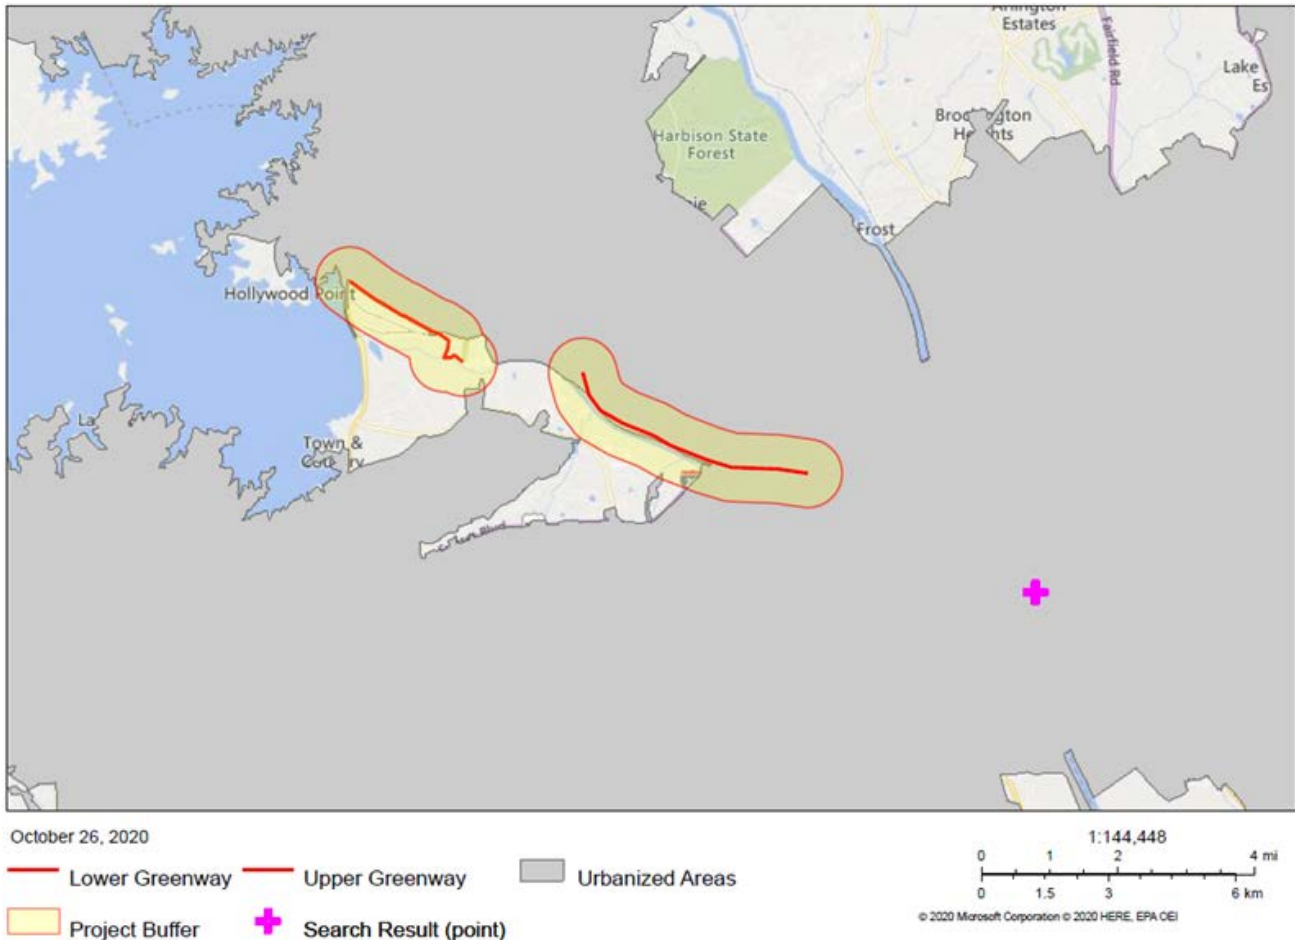 Arlington
Estates
Fairfield Rd
Lake
Es
Harbison State
Forest
Heights
Frost
Hollywood Point
Town &
October 26, 2020
1:144,448
0 1 2 4 mi
0 1.5 3 6 km
Lower Greenway
Upper Greenway
Urbanized Areas
Project Buffer
Search Result (point)
© 2020 Microsoft Corporation © 2020 HERE, EPA OEI